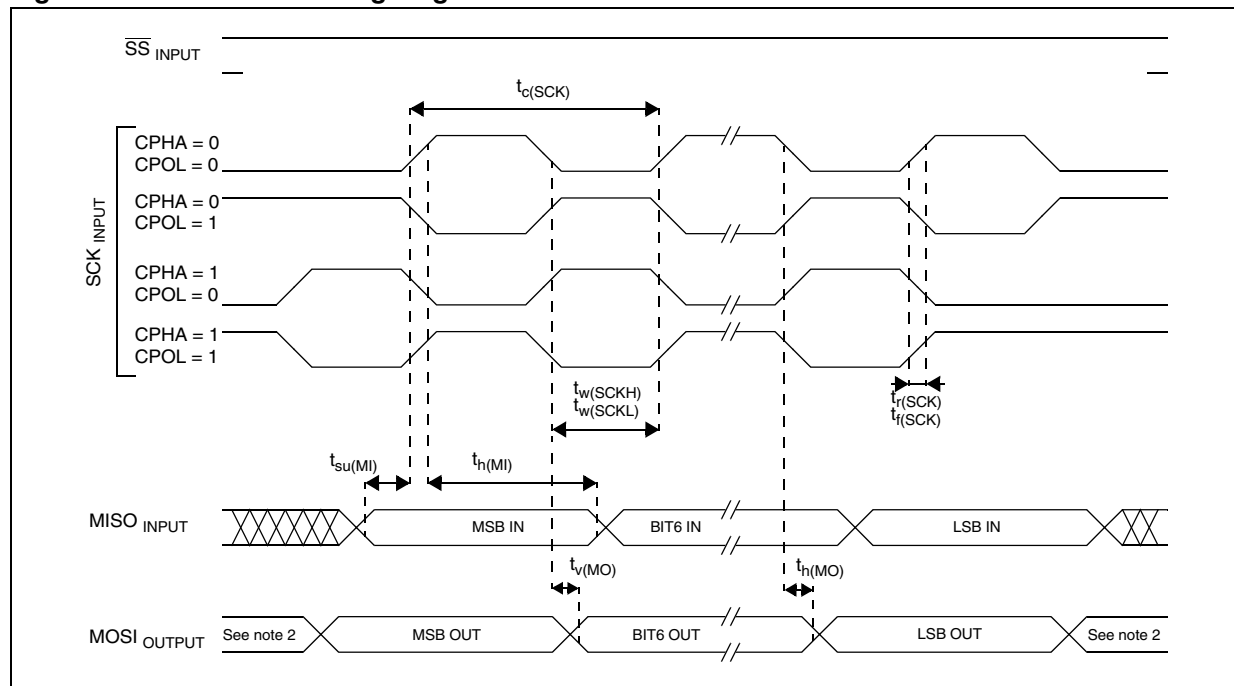 SS INPUT
tc(SCK)
SCK INPUT
CPHA = 0
CPOL = 0
CPHA = 0
CPOL = 1
CPHA = 1
CPOL = 0
CPHA = 1
CPOL = 1
tw(SCKH)
tw(SCKL)
tr(SCK)
tf(SCK)
tsu(MI)
th(MI)
MISO INPUT
MSB IN
BIT6 IN
LSB IN
tv(MO)
th(MO)
MOSI OUTPUT
See note 2
MSB OUT
BIT6 OUT
LSB OUT
See note 2